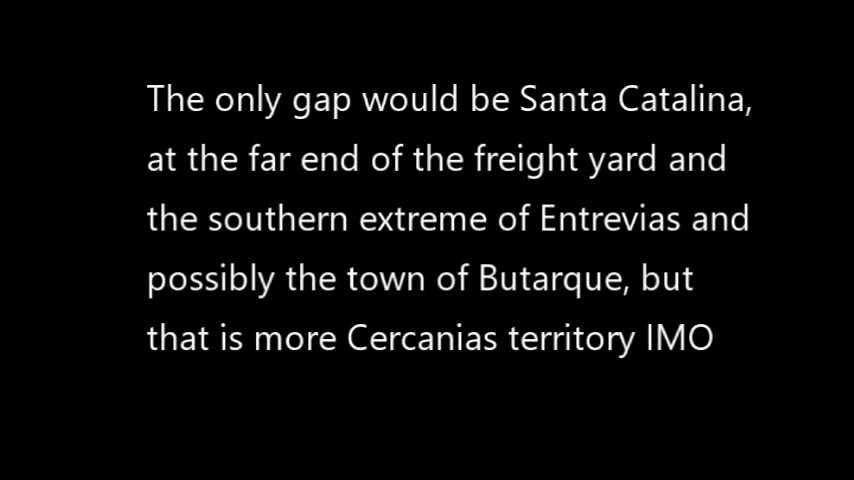 The only gap would be Santa Catalina,
at the far end of the freight yard and
the southern extreme of Entrevias and
possibly the town of Butarque, but
that is more Cercanias territory IMO